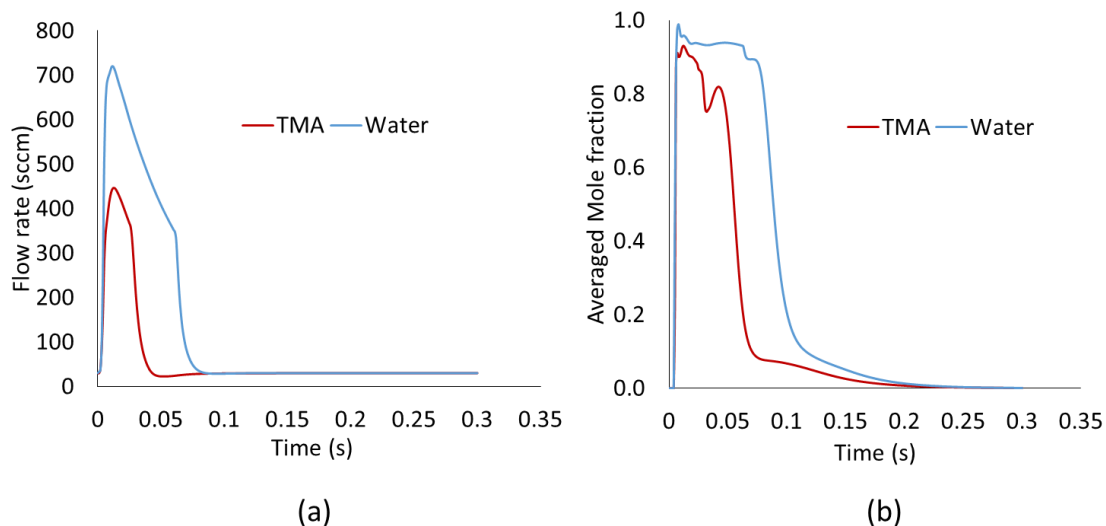 Flow rate (sccm)
800
700
600
500
400
300
200
100
0
TMA Water
0 0.05 0.1 0.15 0.2 0.25 0.3 0.35
Time (s)
(a)
Averaged Mole fraction
1.0
0.8
0.6
0.4
0.2
0.0
TMA Water
0 0.05 0.1 0.15 0.2 0.25 0.3 0.35
Time (s)
(b)